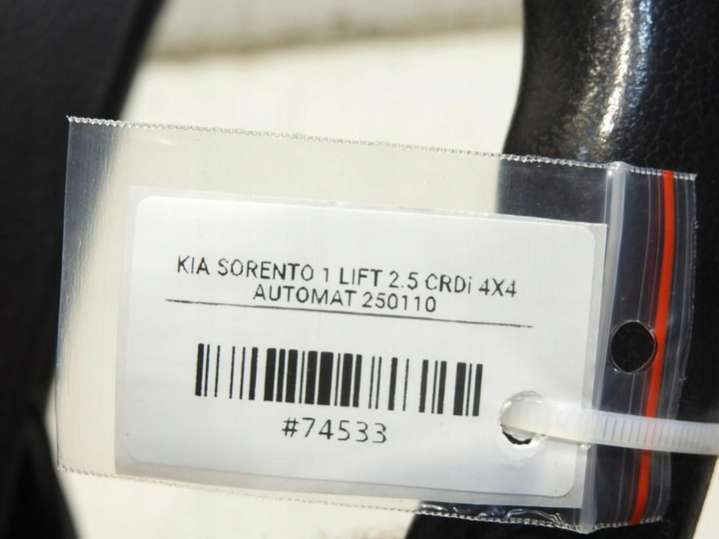 KIA SORENTO 1 LIFT 2.5 CRDi 4X4
AUTOMAT 250110
#74533